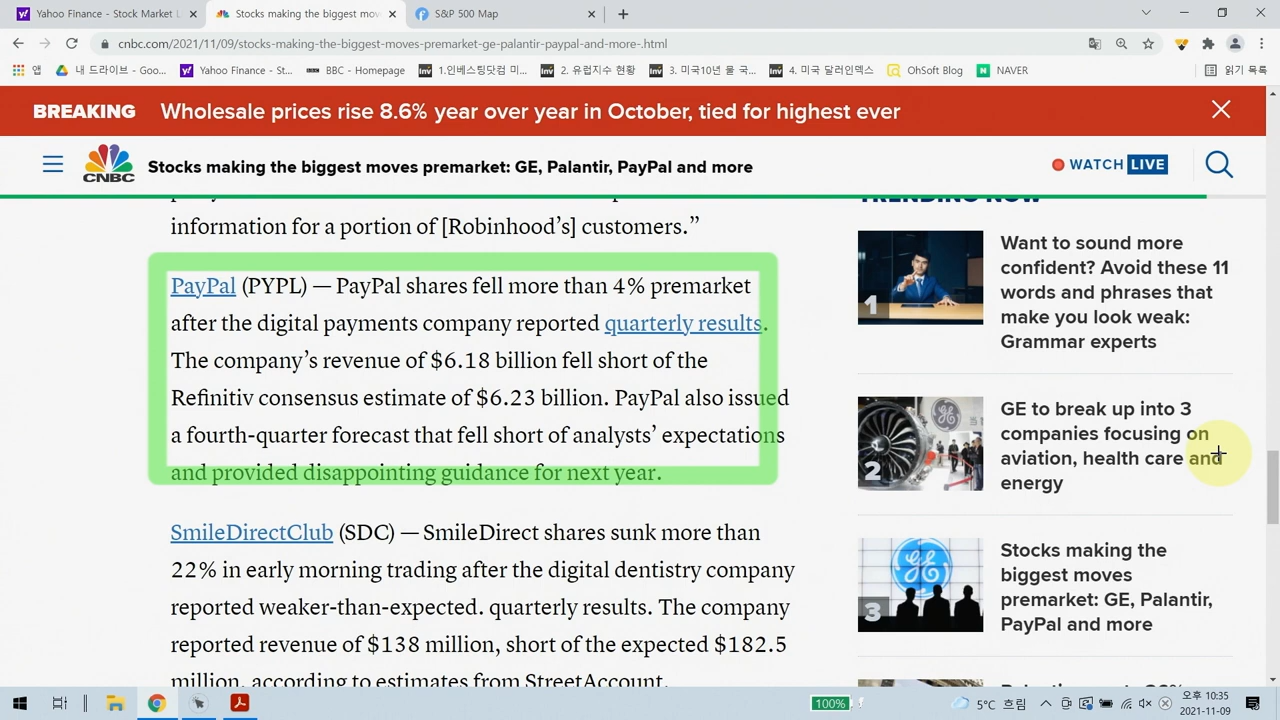 Yahoo Finance - Stock Market L
Stocks making the biggest mov
S&P 500 Map
cnbc.com/2021/11/09/stocks-making-the-biggest-moves-premarket-ge-palantir-paypal-and-more-.html
앱
내 드라이브 - Goo...
Yahoo Finance - St...
BBC - Homepage
1.인베스팅닷컴 미...
2. 유럽지수 현황
3. 미국10년 물 국...
4. 미국 달러인덱스
OhSoft Blog
NAVER
읽기 목록
BREAKING Wholesale prices rise 8.6% year over year in October, tied for highest ever
CNBC
Stocks making the biggest moves premarket: GE, Palantir, PayPal and more
WATCH LIVE
information for a portion of [Robinhood’s] customers.”
PayPal (PYPL) — PayPal shares fell more than 4% premarket
after the digital payments company reported quarterly results.
The company’s revenue of $6.18 billion fell short of the
Refinitiv consensus estimate of $6.23 billion. PayPal also issued
a fourth-quarter forecast that fell short of analysts’ expectations
and provided disappointing guidance for next year.
SmileDirectClub (SDC) — SmileDirect shares sunk more than
22% in early morning trading after the digital dentistry company
reported weaker-than-expected. quarterly results. The company
reported revenue of $138 million, short of the expected $182.5
million, according to estimates from StreetAccount.
TRENDING NOW
1
Want to sound more
confident? Avoid these 11
words and phrases that
make you look weak:
Grammar experts
2
GE to break up into 3
companies focusing on
aviation, health care and
energy
3
Stocks making the
biggest moves
premarket: GE, Palantir,
PayPal and more
100%
5°C 흐림
오후 10:35
2021-11-09